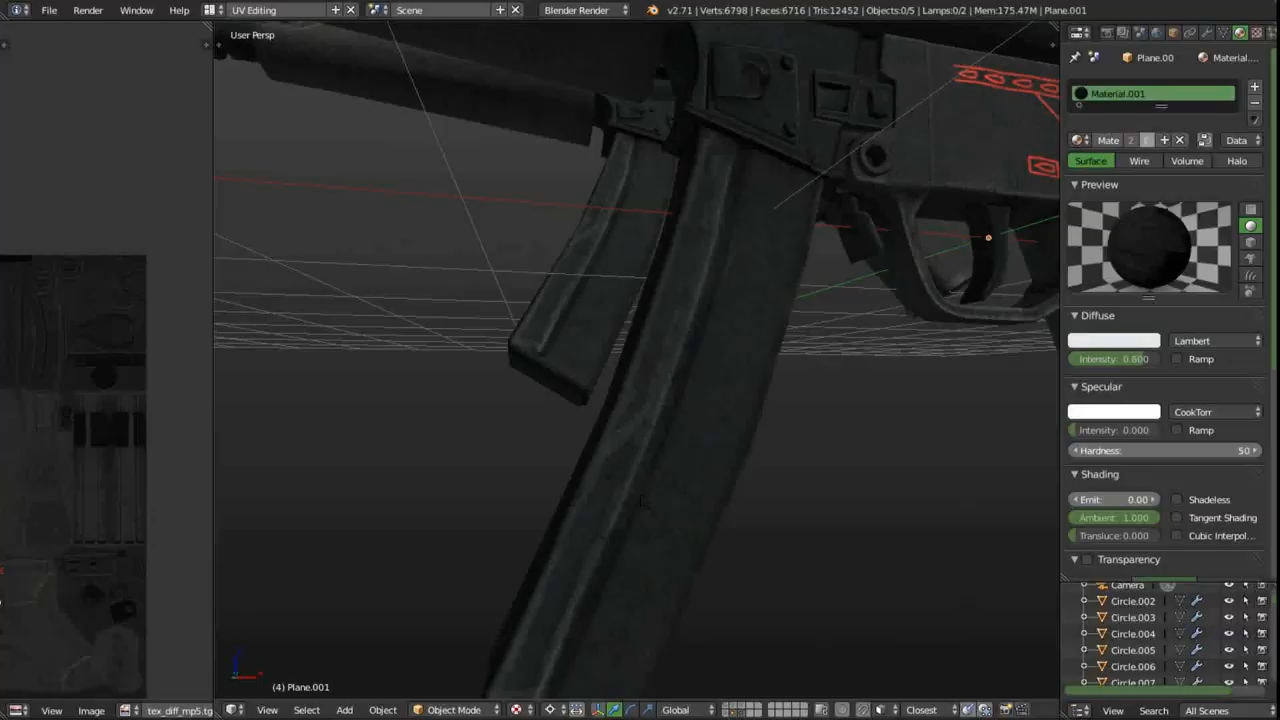 File Render Window Help UV Editing Scene Blender Render v2.71 | Verts:6798 | Faces:6716 | Tris:12452 | Objects:0/5 | Lamps:0/2 | Mem:175.47M | Plane.001
User Persp
Plane.00 Material....
Material.001
Mate 2 F Data
Surface Wire Volume Halo
Preview
Diffuse
Lambert
Intensity: 0.800 Ramp
Specular
CookTorr
Intensity: 0.000 Ramp
Hardness: 50
Shading
Emit: 0.00 Shadeless
Ambient: 1.000 Tangent Shading
Transluc:0.000 Cubic Interpol...
Transparency
Camera
Circle.002
Circle.003
Circle.004
Circle.005
Circle.006
Circle.007
(4) Plane.001
View Image tex_diff_mp5.tg View Select Add Object Object Mode Global Closest View Search All Scenes